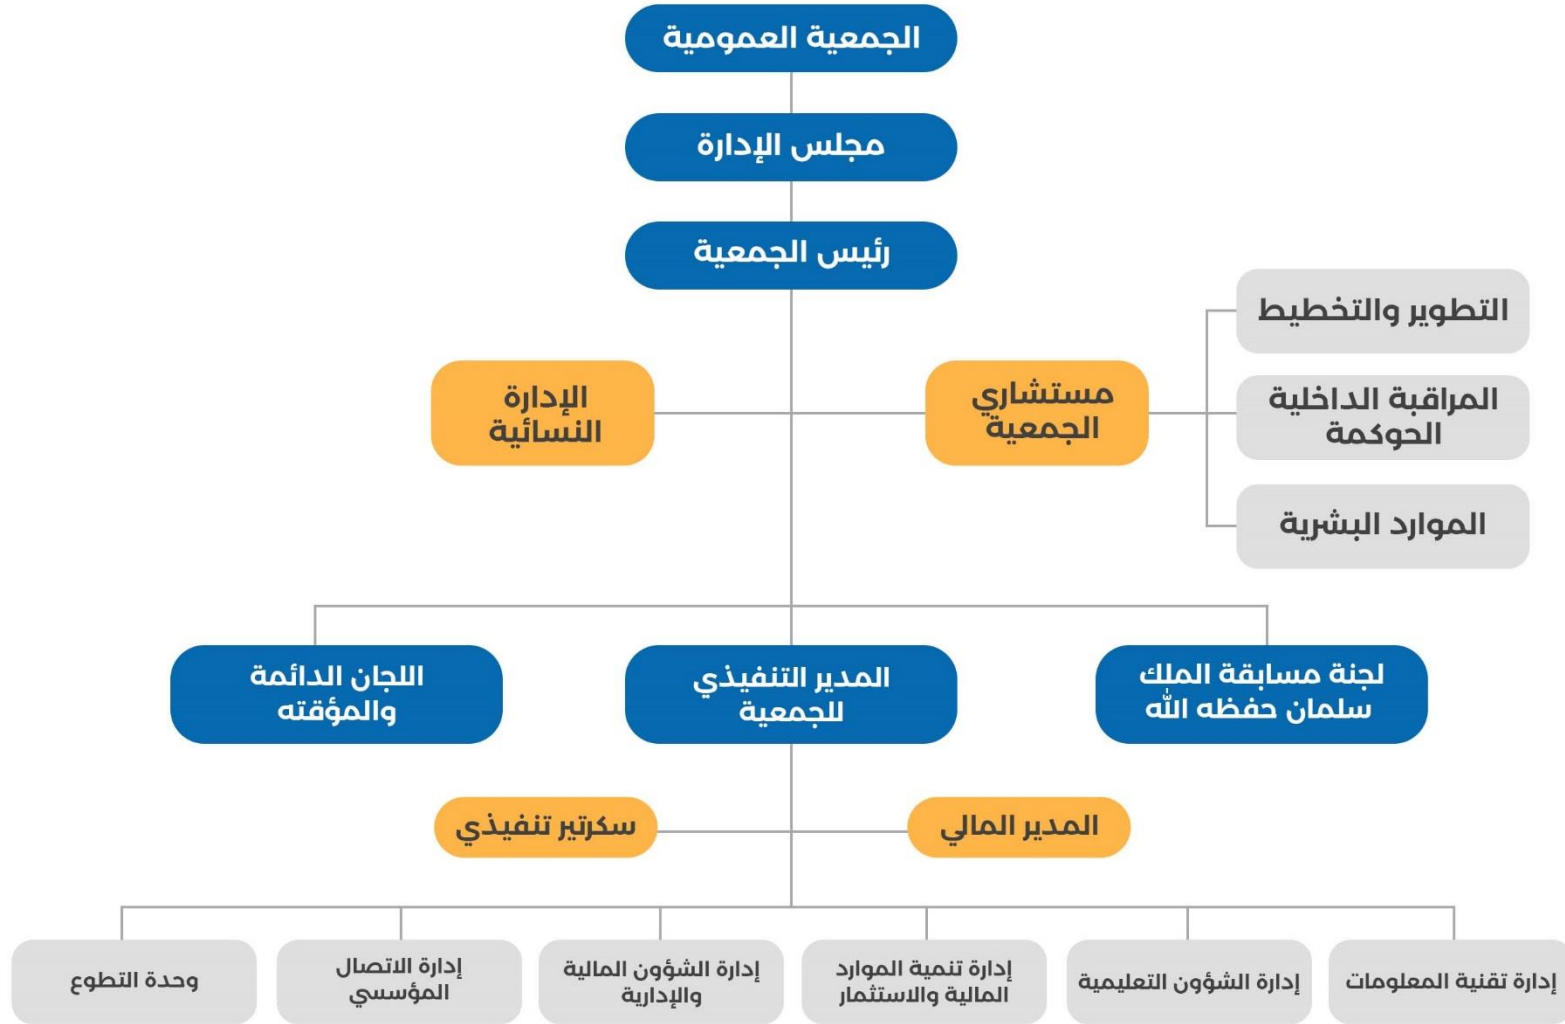 الجمعية العمومية
مجلس الإدارة
رئيس الجمعية
التطوير والتخطيط
مستشاري
الجمعية
الإدارة
النسائية
المراقبة الداخلية
الحوكمة
الموارد البشرية
لجنة مسابقة الملك
سلمان حفظه الله
المدير التنفيذي
للجمعية
اللجان الدائمة
والمؤقته
المدير المالي
سكرتير تنفيذي
إدارة تقنية المعلومات
إدارة الشؤون التعليمية
إدارة تنمية الموارد
المالية والاستثمار
إدارة الشؤون المالية
والإدارية
إدارة الاتصال
المؤسسي
وحدة التطوع